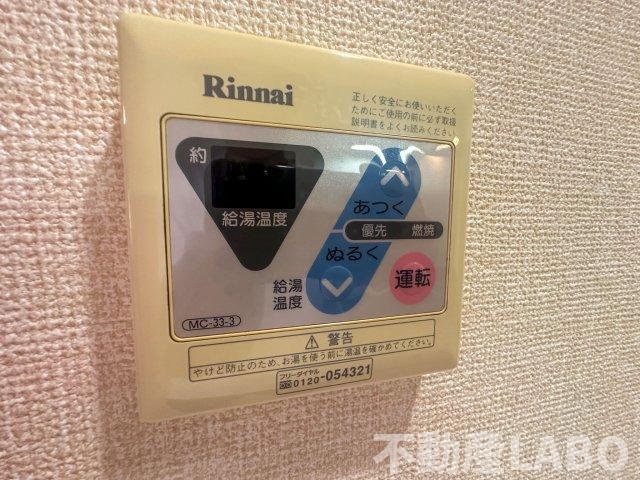 Rinnai
正しく安全にお使いいただく
ためにご使用の前に必ず取扱
説明書をよくお読みください。
約
給湯温度
あつく
優先 燃焼
ぬるく
給湯
温度
運転
MC-33-3
⚠ 警告
やけど防止のため、お湯を使う前に湯温を確かめてください。
フリーダイヤル
0120-054321
不動産LABO